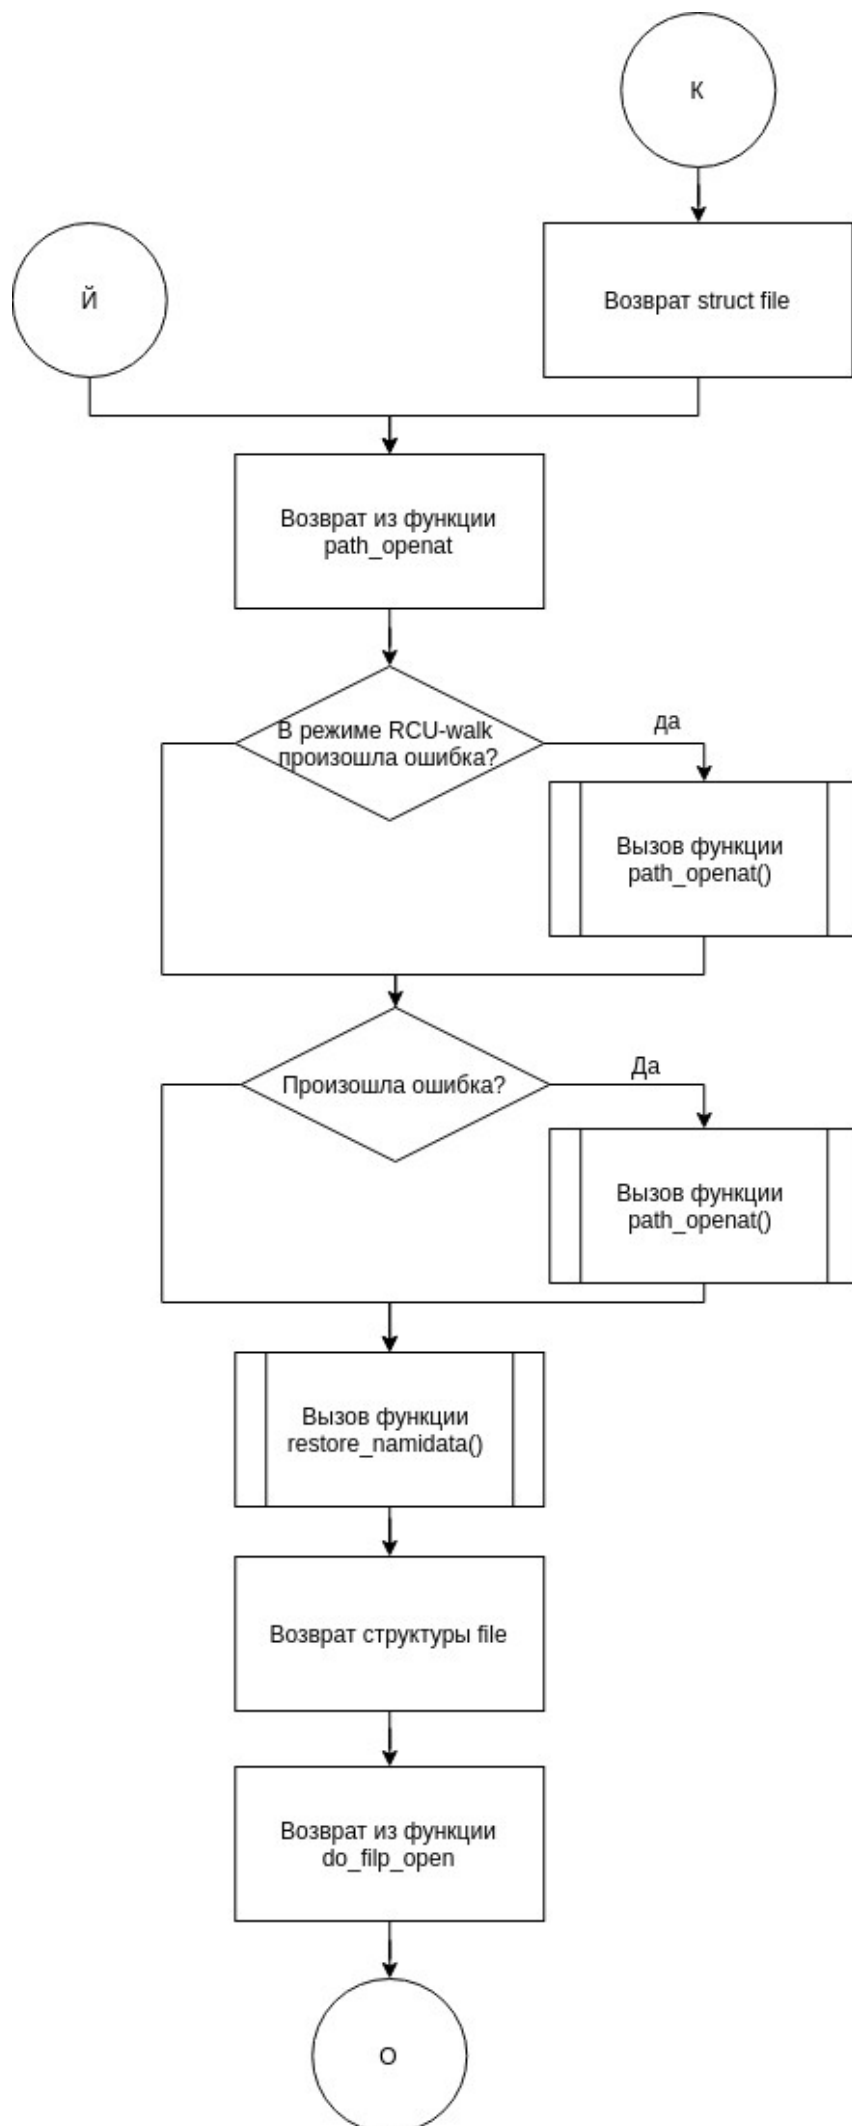 К
Й
Возврат struct file
Возврат из функции
path_openat
В режиме RCU-walk
произошла ошибка?
да
Вызов функции
path_openat()
Произошла ошибка?
Да
Вызов функции
path_openat()
Вызов функции
restore_namidata()
Возврат структуры file
Возврат из функции
do_filp_open
О